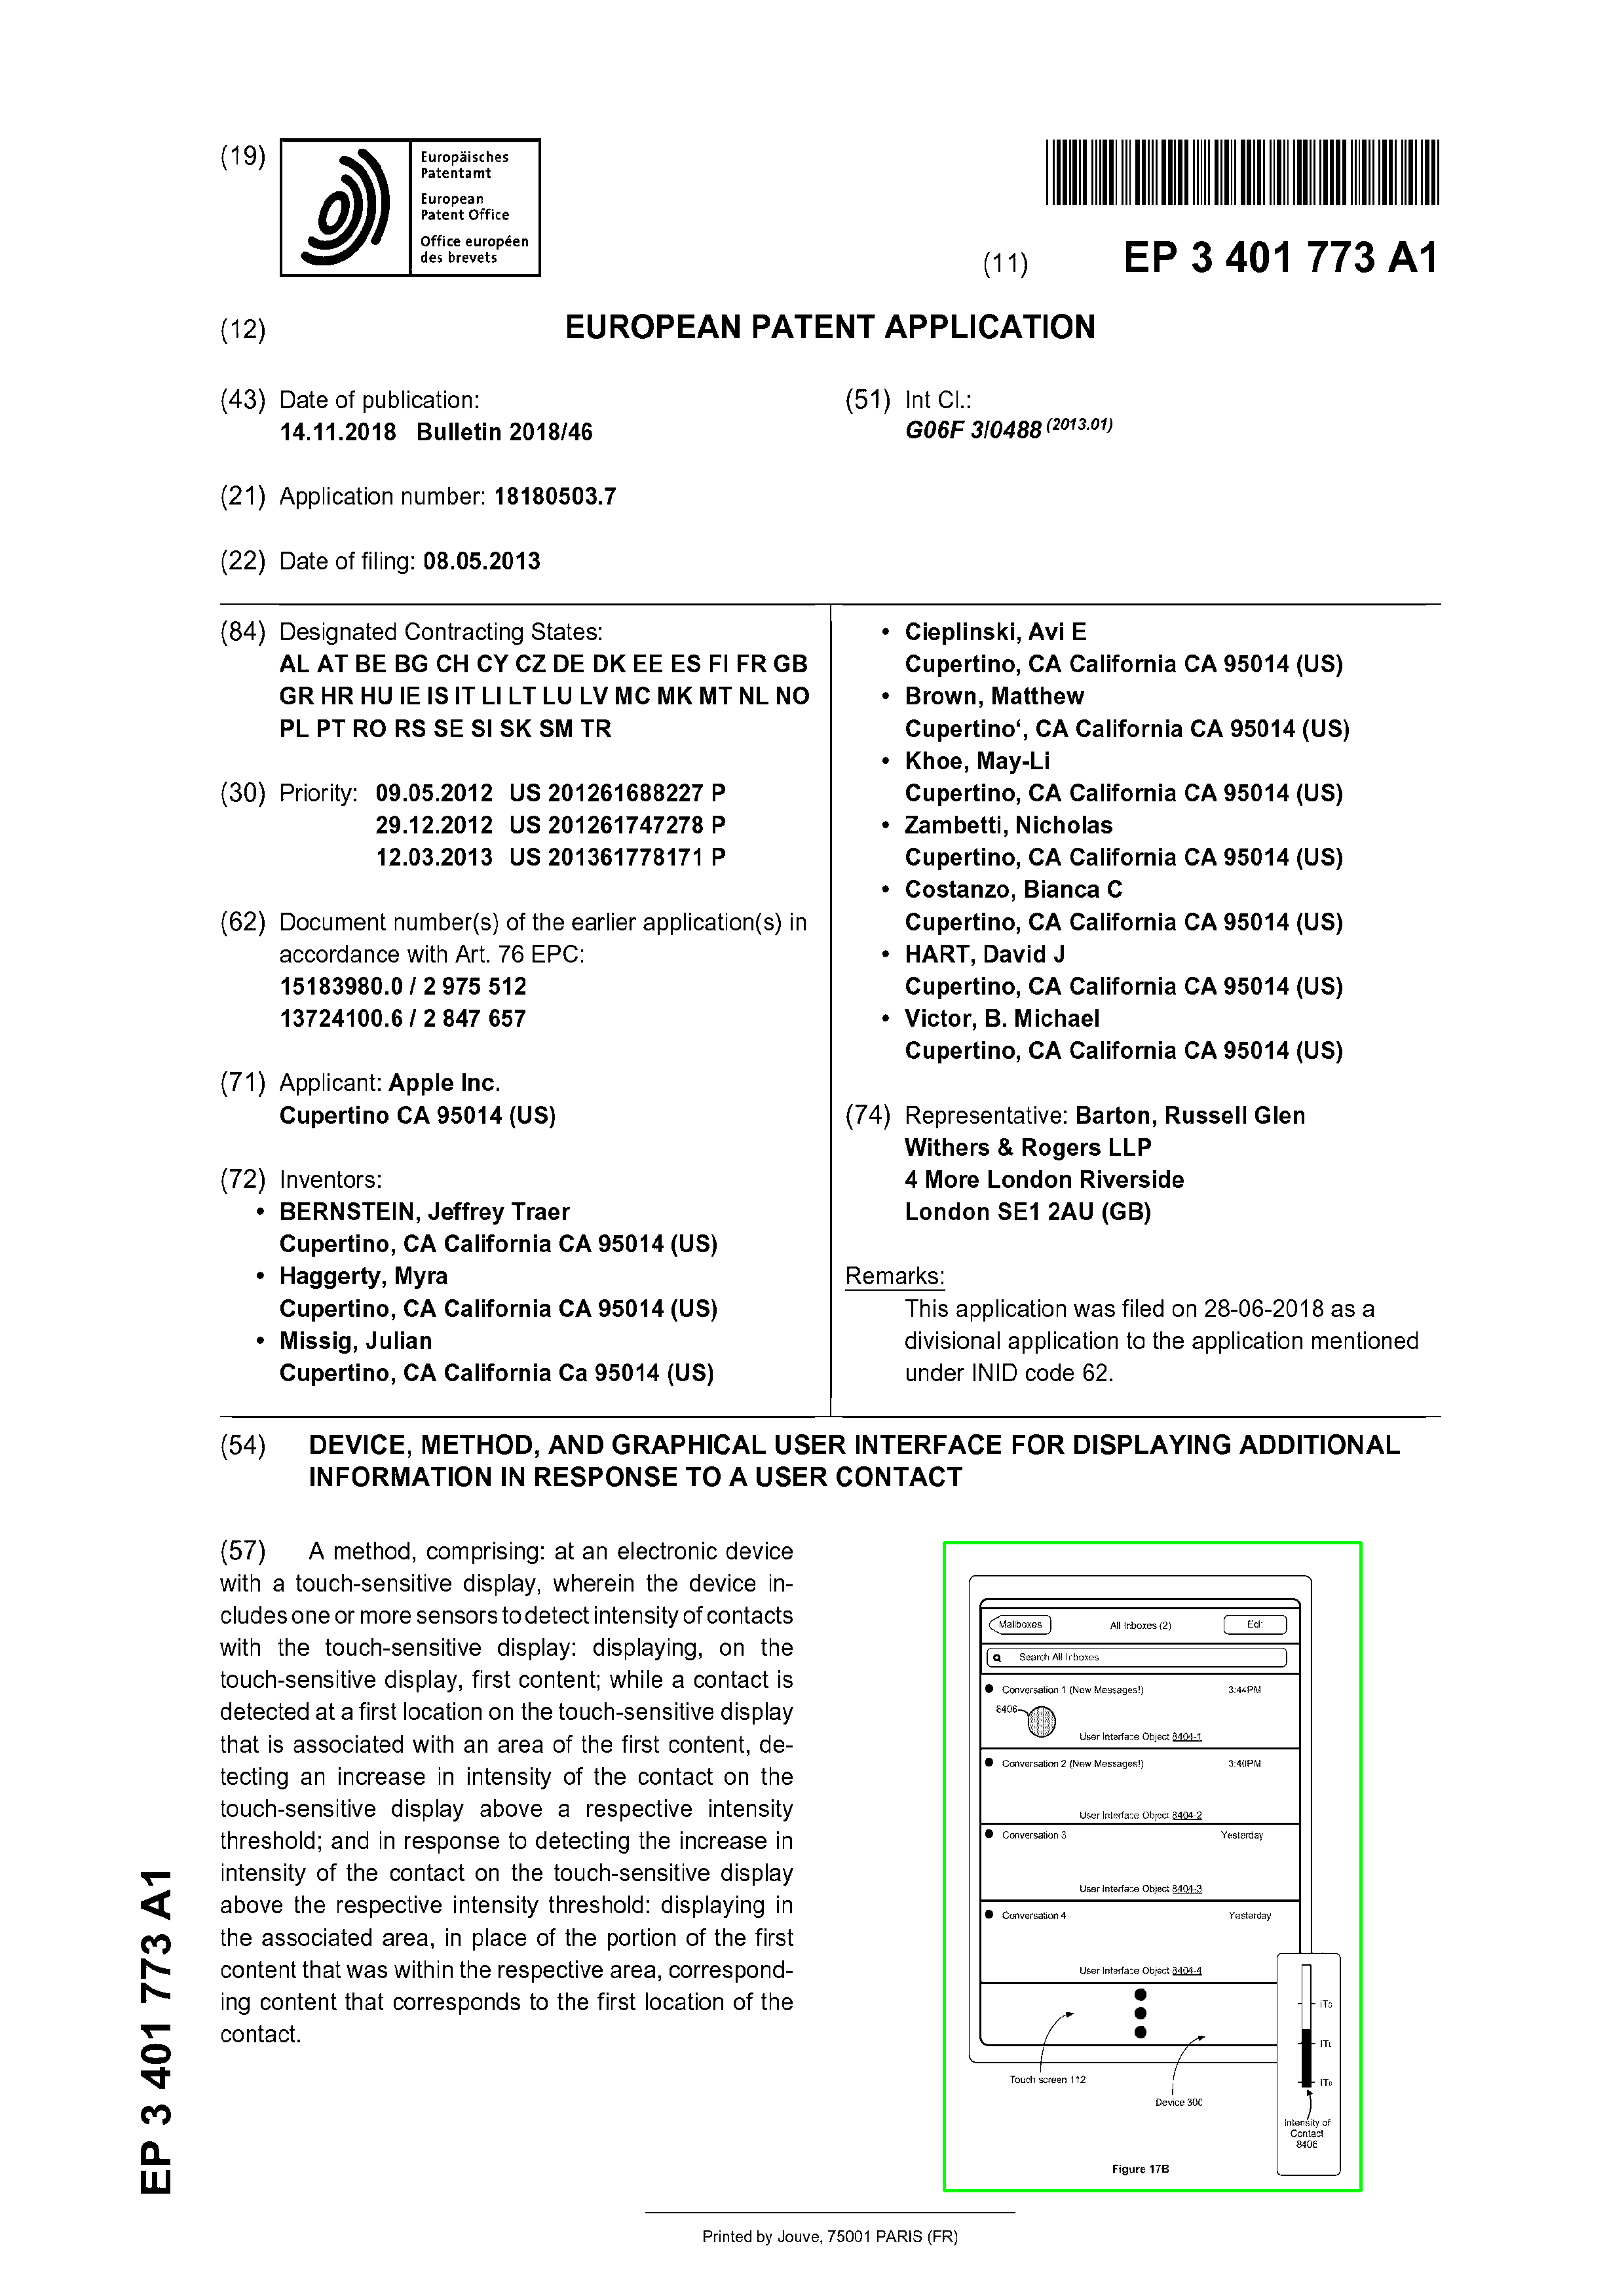 (19)
Europäisches
Patentamt
European
Patent Office
Office européen
des brevets
(11) EP 3 401 773 A1
(12) EUROPEAN PATENT APPLICATION
(43) Date of publication:
14.11.2018 Bulletin 2018/46
(21) Application number: 18180503.7
(22) Date of filing: 08.05.2013
(51) Int Cl.:
G06F 3/0488 (2013.01)
(84) Designated Contracting States:
AL AT BE BG CH CY CZ DE DK EE ES FI FR GB
GR HR HU IE IS IT LI LT LU LV MC MK MT NL NO
PL PT RO RS SE SI SK SM TR
(30) Priority: 09.05.2012 US 201261688227 P
29.12.2012 US 201261747278 P
12.03.2013 US 201361778171 P
(62) Document number(s) of the earlier application(s) in
accordance with Art. 76 EPC:
15183980.0 / 2 975 512
13724100.6 / 2 847 657
(71) Applicant: Apple Inc.
Cupertino CA 95014 (US)
(72) Inventors:
• BERNSTEIN, Jeffrey Traer
Cupertino, CA California CA 95014 (US)
• Haggerty, Myra
Cupertino, CA California CA 95014 (US)
• Missig, Julian
Cupertino, CA California Ca 95014 (US)
• Cieplinski, Avi E
Cupertino, CA California CA 95014 (US)
• Brown, Matthew
Cupertino‘, CA California CA 95014 (US)
• Khoe, May-Li
Cupertino, CA California CA 95014 (US)
• Zambetti, Nicholas
Cupertino, CA California CA 95014 (US)
• Costanzo, Bianca C
Cupertino, CA California CA 95014 (US)
• HART, David J
Cupertino, CA California CA 95014 (US)
• Victor, B. Michael
Cupertino, CA California CA 95014 (US)
(74) Representative: Barton, Russell Glen
Withers & Rogers LLP
4 More London Riverside
London SE1 2AU (GB)
Remarks:
This application was filed on 28-06-2018 as a
divisional application to the application mentioned
under INID code 62.
(54) DEVICE, METHOD, AND GRAPHICAL USER INTERFACE FOR DISPLAYING ADDITIONAL
INFORMATION IN RESPONSE TO A USER CONTACT
(57) A method, comprising: at an electronic device
with a touch-sensitive display, wherein the device in-
cludes one or more sensors to detect intensity of contacts
with the touch-sensitive display: displaying, on the
touch-sensitive display, first content; while a contact is
detected at a first location on the touch-sensitive display
that is associated with an area of the first content, de-
tecting an increase in intensity of the contact on the
touch-sensitive display above a respective intensity
threshold; and in response to detecting the increase in
intensity of the contact on the touch-sensitive display
above the respective intensity threshold: displaying in
the associated area, in place of the portion of the first
content that was within the respective area, correspond-
ing content that corresponds to the first location of the
contact.
Mailboxes All Inboxes (2) Edi:
Search All Inboxes
Conversation 1 (New Messages!) 3:44PM
8406
User Interface Object 8404-1
Conversation 2 (New Messages!) 3:40PM
User Interface Object 8404-2
Conversation 3 Yesterday
User Interface Object 8404-3
Conversation 4 Yesterday
User Interface Object 8404-4
ITD
ITL
IT0
Touch screen 112
Device 300
Intensity of
Contact
8406
Figure 17B
EP 3 401 773 A1
Printed by Jouve, 75001 PARIS (FR)